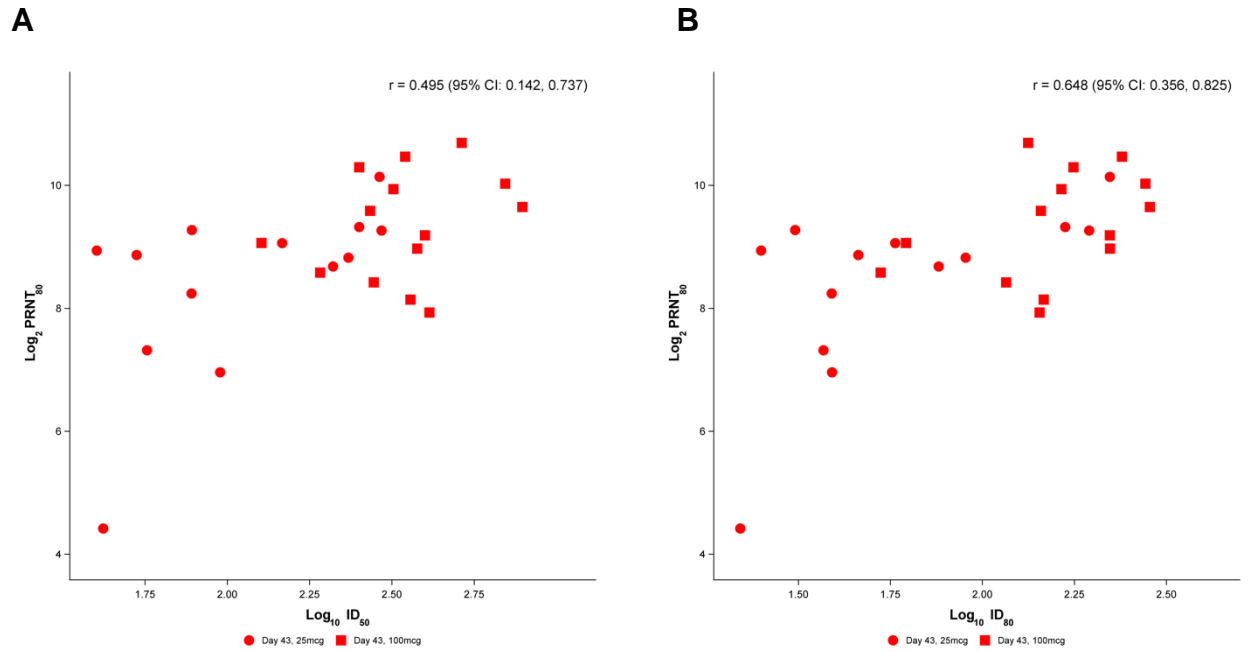 A
B
r = 0.495 (95% CI: 0.142, 0.737)
r = 0.648 (95% CI: 0.356, 0.825)
10
8
6
4
Log2 PRNT80
1.75 2.00 2.25 2.50 2.75
Log10 ID50
Day 43, 25mcg Day 43, 100mcg
10
8
6
4
Log2 PRNT80
1.50 1.75 2.00 2.25 2.50
Log10 ID80
Day 43, 25mcg Day 43, 100mcg